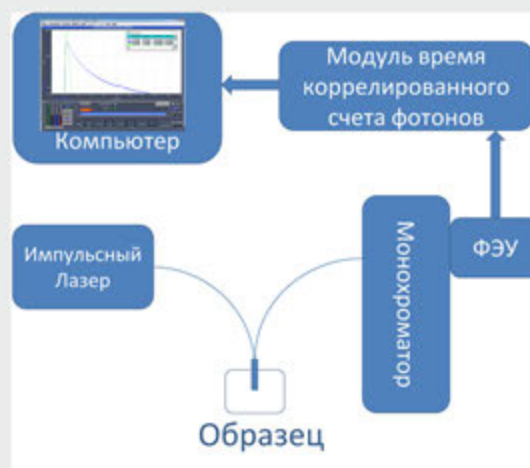 Компьютер
Модуль время
коррелированного
счета фотонов
Импульсный
Лазер
Монохроматор
ФЭУ
Образец